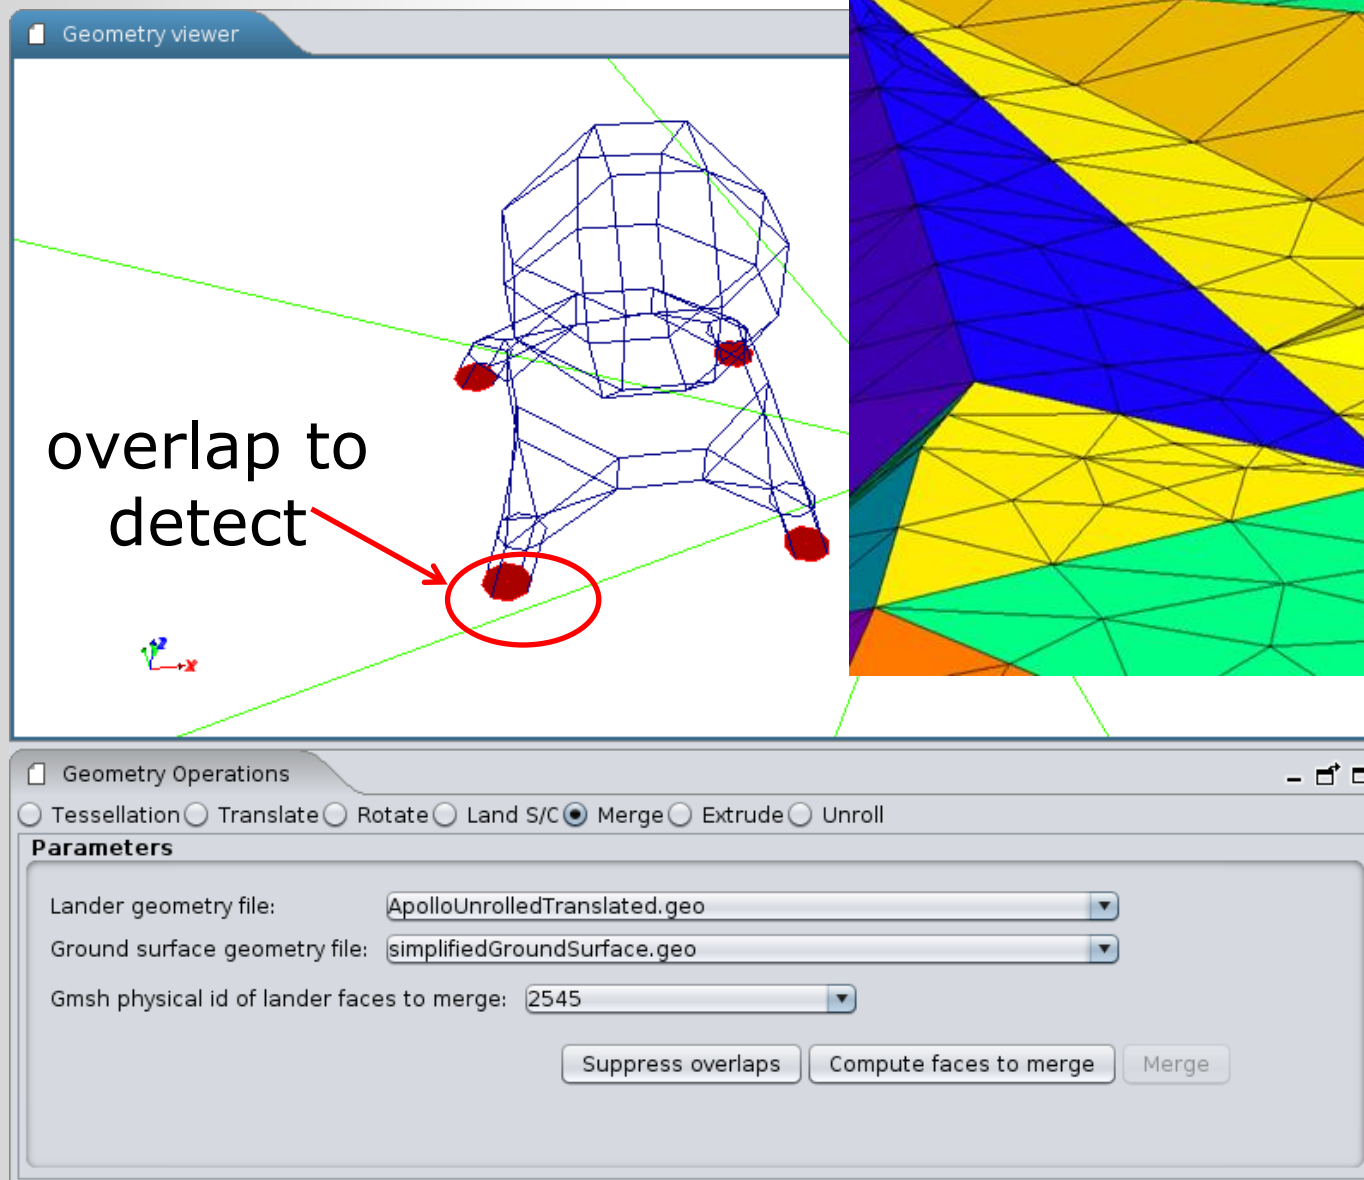 Geometry viewer
overlap to
detect
Z
X
Geometry Operations
Tessellation Translate Rotate Land S/C Merge Extrude Unroll
Parameters
Lander geometry file: ApolloUnrolledTranslated.geo
Ground surface geometry file: simplifiedGroundSurface.geo
Gmsh physical id of lander faces to merge: 2545
Suppress overlaps Compute faces to merge Merge